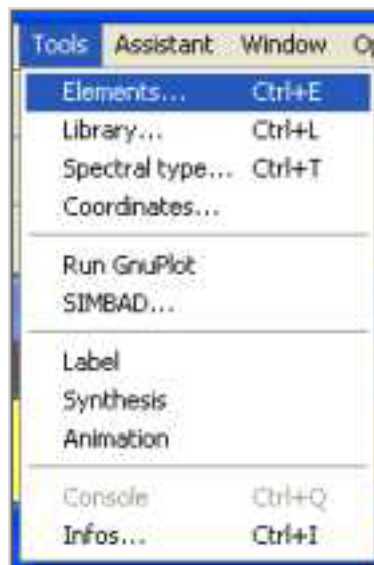 Tools Assistant Window
Elements... Ctrl+E
Library... Ctrl+L
Spectral type... Ctrl+T
Coordinates...
Run GnuPlot
SIMBAD...
Label
Synthesis
Animation
Console Ctrl+Q
Infos... Ctrl+I